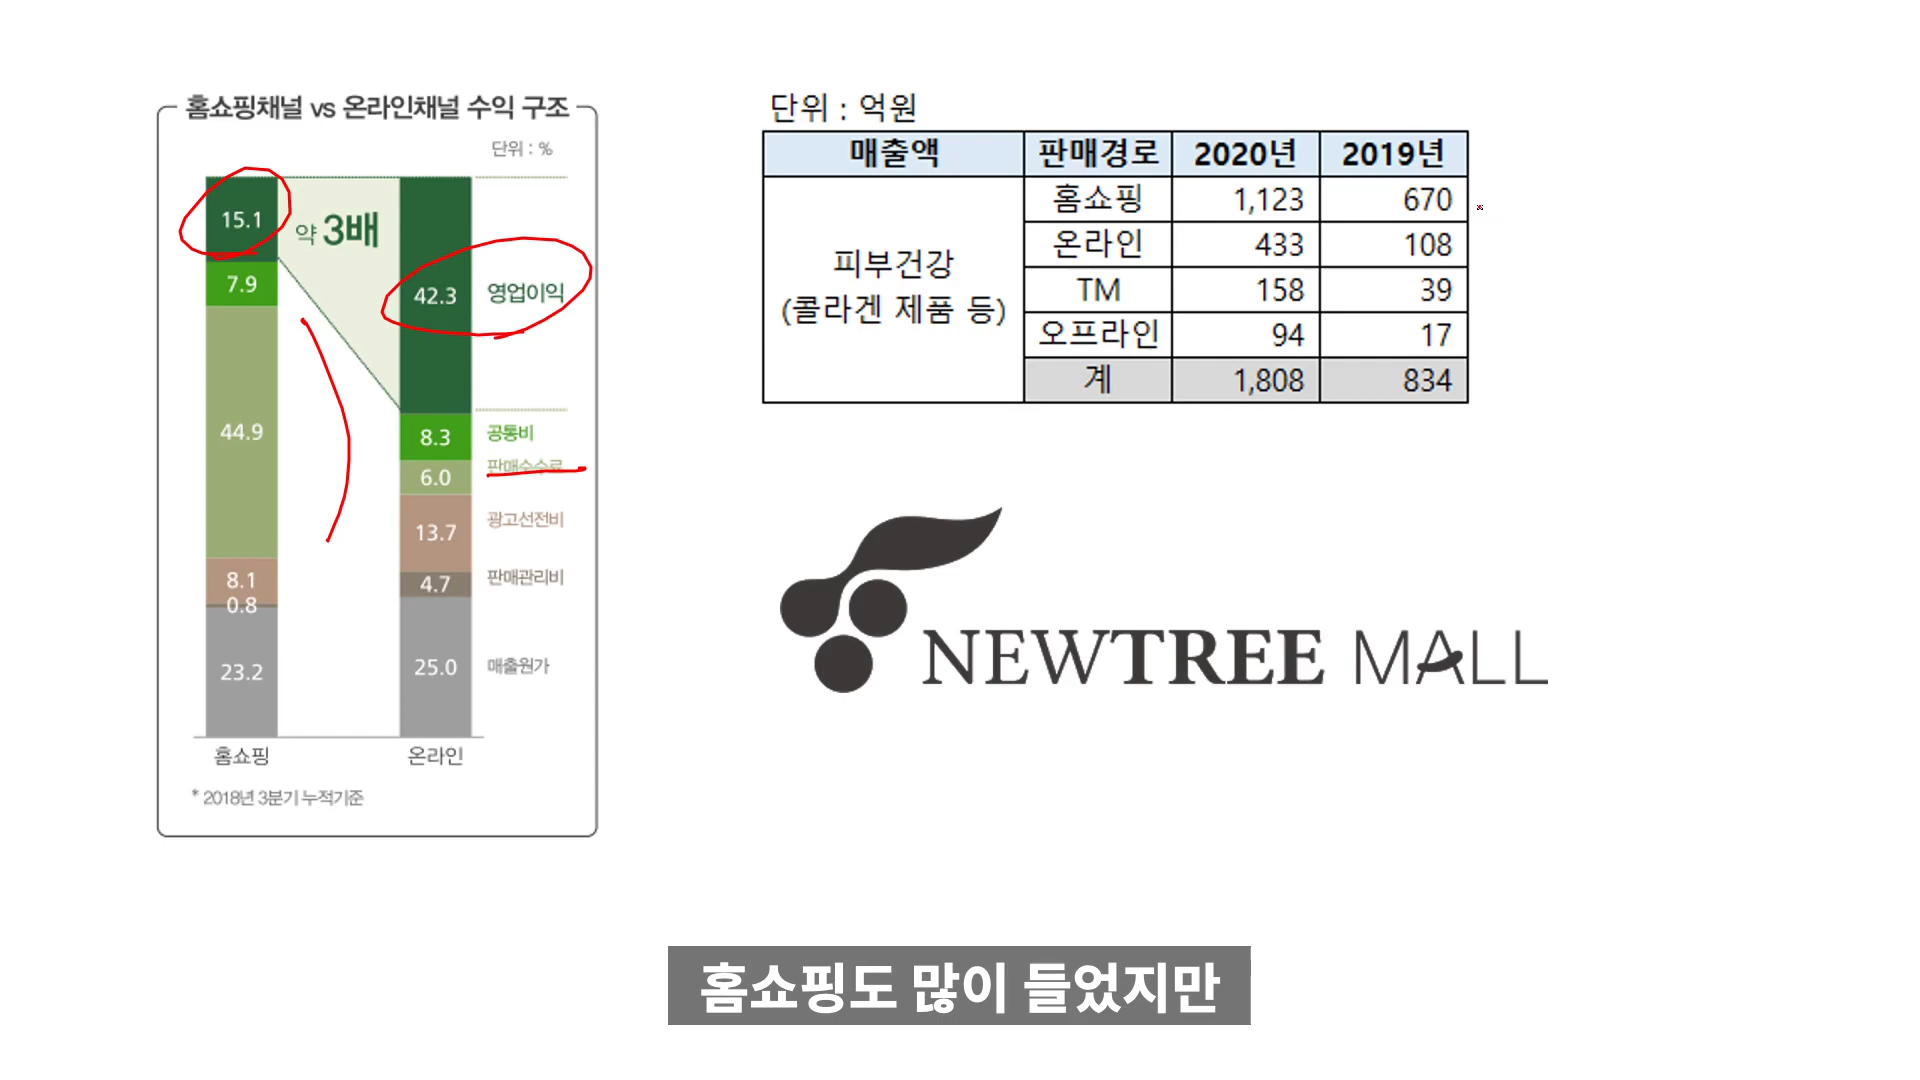 홈쇼핑채널 vs 온라인채널 수익 구조
단위 : %
15.1
약 3배
7.9
42.3
영업이익
44.9
8.3
공통비
6.0
판매수수료
13.7
광고선전비
8.1
4.7
판매관리비
0.8
23.2
25.0
매출원가
홈쇼핑
온라인
* 2018년 3분기 누적기준
단위 : 억원
매출액 판매경로 2020년 2019년
피부건강
(콜라겐 제품 등)
홈쇼핑 1,123 670
온라인 433 108
TM 158 39
오프라인 94 17
계 1,808 834
NEWTREE MALL
홈쇼핑도 많이 들었지만